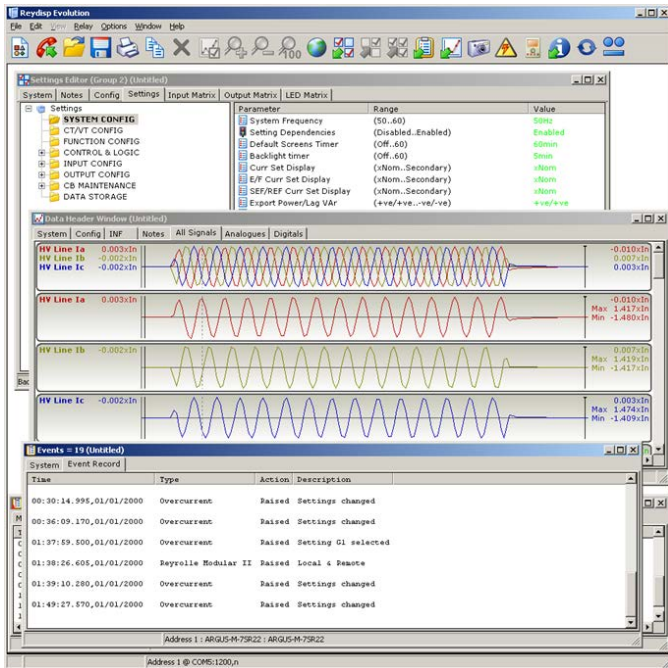 Reydisp Evolution
File Edit View Relay Options Window Help
Settings Editor (Group 2) (Untitled)
System Notes Config Settings Input Matrix Output Matrix LED Matrix
Settings
SYSTEM CONFIG
CT/VT CONFIG
FUNCTION CONFIG
CONTROL & LOGIC
INPUT CONFIG
OUTPUT CONFIG
CB MAINTENANCE
DATA STORAGE
Parameter Range Value
System Frequency (50..60) 50Hz
Setting Dependencies (Disabled..Enabled) Enabled
Default Screens Timer (Off..60) 60min
Backlight timer (Off..60) 5min
Curr Set Display (xNom..Secondary) xNom
E/F Curr Set Display (xNom..Secondary) xNom
SEF/REF Curr Set Display (xNom..Secondary) xNom
Export Power/Lag VAr (+ve/+ve..-ve/-ve) +ve/+ve
Data Header Window (Untitled)
System Config INF Notes All Signals Analogues Digitals
HV Line Ia 0.003xIn -0.010xIn
HV Line Ib -0.002xIn 0.007xIn
HV Line Ic -0.002xIn 0.003xIn
HV Line Ia 0.003xIn -0.010xIn
Max 1.417xIn
Min -1.480xIn
HV Line Ib -0.002xIn 0.007xIn
Max 1.419xIn
Min -1.417xIn
HV Line Ic -0.002xIn 0.003xIn
Max 1.474xIn
Min -1.409xIn
Events = 19 (Untitled)
System Event Record
Time Type Action Description
00:30:14.995,01/01/2000 Overcurrent Raised Settings changed
00:36:09.170,01/01/2000 Overcurrent Raised Settings changed
01:37:59.500,01/01/2000 Overcurrent Raised Setting G1 selected
01:38:26.605,01/01/2000 Reyrolle Modular II Raised Local & Remote
01:39:10.280,01/01/2000 Overcurrent Raised Settings changed
01:49:27.570,01/01/2000 Overcurrent Raised Settings changed
Address 1 : ARGUS-M-7SR22 : ARGUS-M-7SR22
Address 1 @ COM5:1200,n